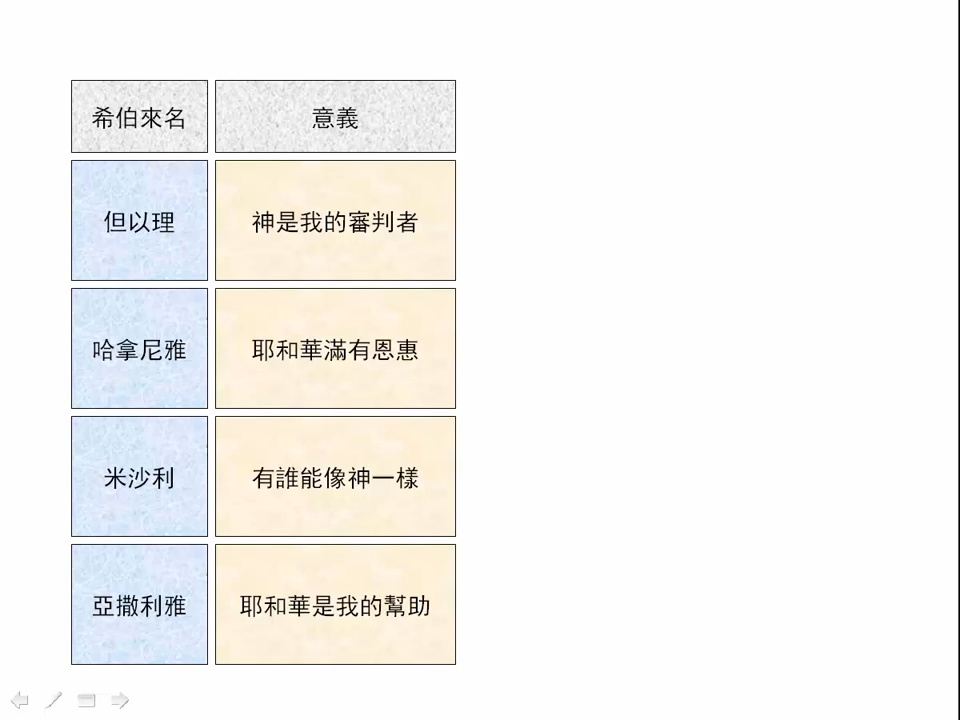 希伯來名 意義
但以理 神是我的審判者
哈拿尼雅 耶和華滿有恩惠
米沙利 有誰能像神一樣
亞撒利雅 耶和華是我的幫助